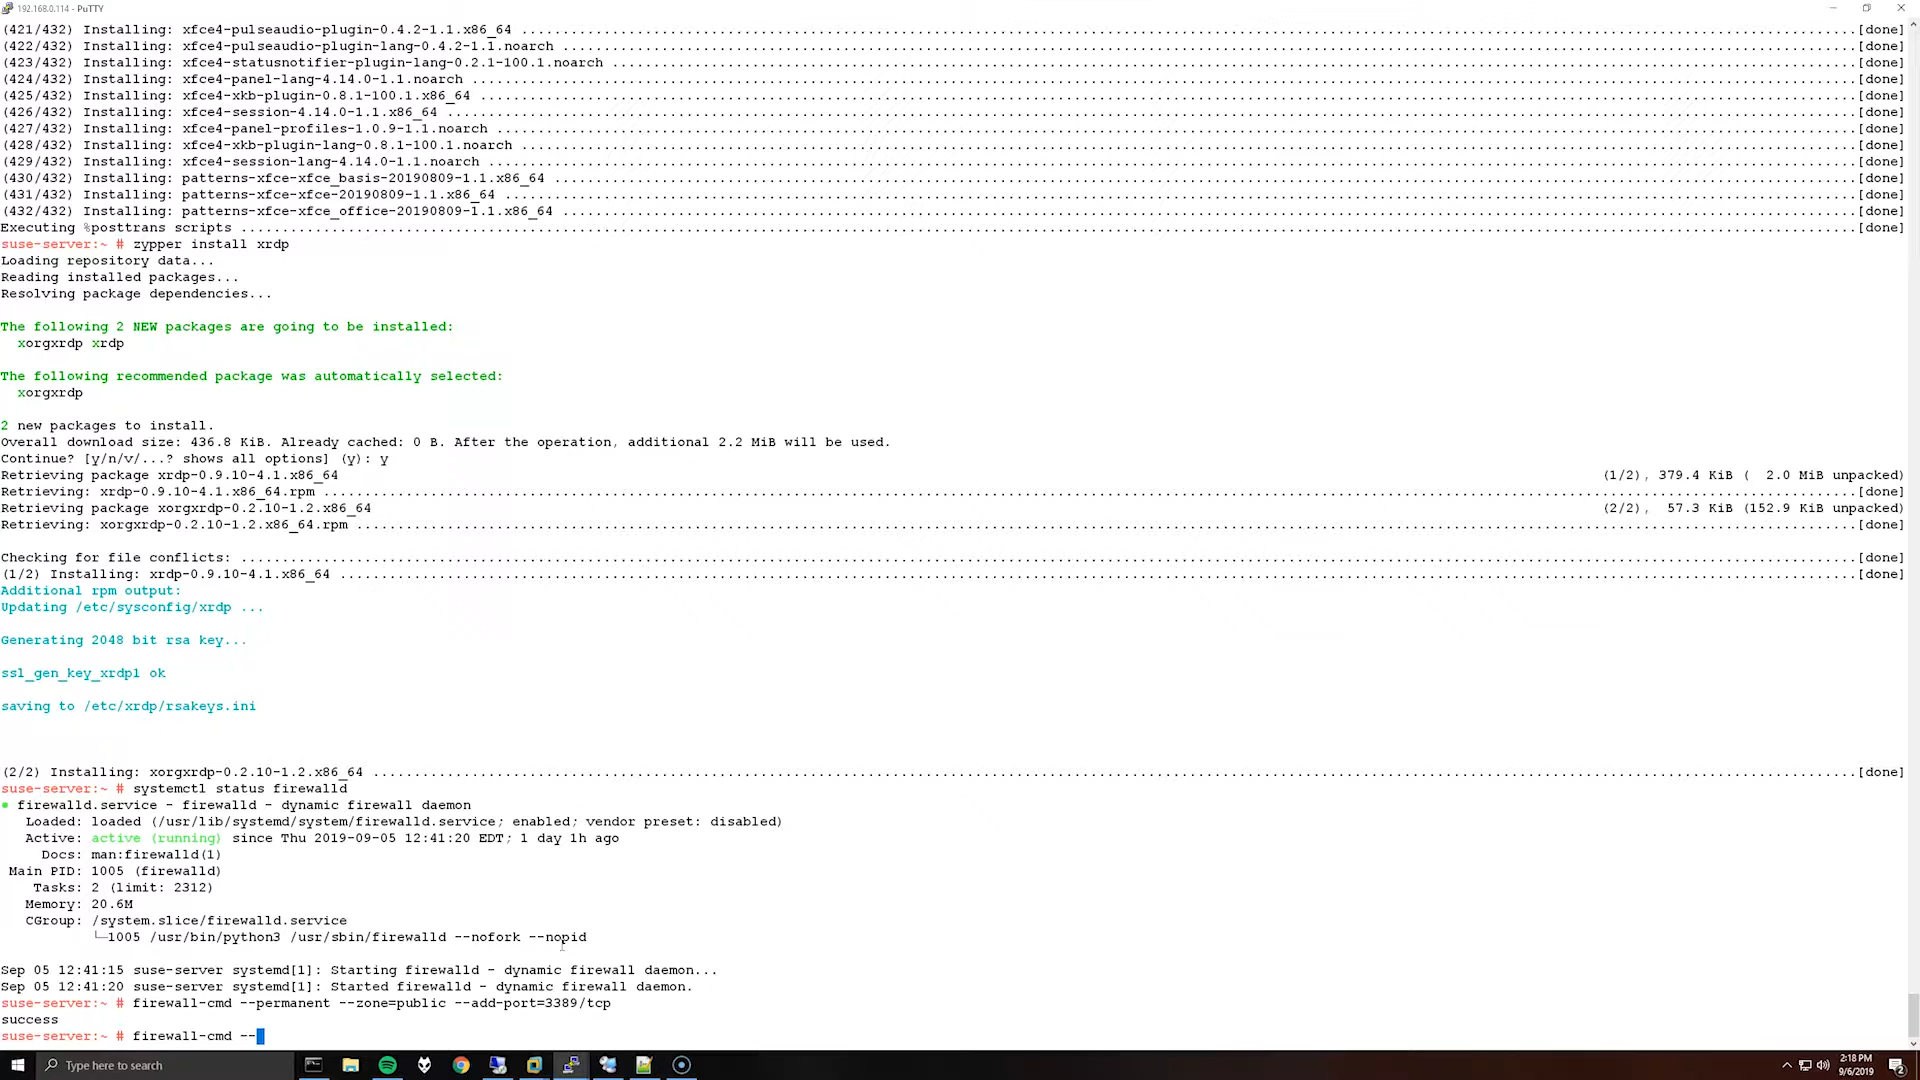 192.168.0.114 - PuTTY
(421/432) Installing: xfce4-pulseaudio-plugin-0.4.2-1.1.x86_64 ..........[done]
(422/432) Installing: xfce4-pulseaudio-plugin-lang-0.4.2-1.1.noarch ..........[done]
(423/432) Installing: xfce4-statusnotifier-plugin-lang-0.2.1-100.1.noarch ..........[done]
(424/432) Installing: xfce4-panel-lang-4.14.0-1.1.noarch ..........[done]
(425/432) Installing: xfce4-xkb-plugin-0.8.1-100.1.x86_64 ..........[done]
(426/432) Installing: xfce4-session-4.14.0-1.1.x86_64 ..........[done]
(427/432) Installing: xfce4-panel-profiles-1.0.9-1.1.noarch ..........[done]
(428/432) Installing: xfce4-xkb-plugin-lang-0.8.1-100.1.noarch ..........[done]
(429/432) Installing: xfce4-session-lang-4.14.0-1.1.noarch ..........[done]
(430/432) Installing: patterns-xfce-xfce_basis-20190809-1.1.x86_64 ..........[done]
(431/432) Installing: patterns-xfce-xfce-20190809-1.1.x86_64 ..........[done]
(432/432) Installing: patterns-xfce-xfce_office-20190809-1.1.x86_64 ..........[done]
Executing %posttrans scripts ..........[done]
suse-server:~ # zypper install xrdp
Loading repository data...
Reading installed packages...
Resolving package dependencies...
The following 2 NEW packages are going to be installed:
xorgxrdp xrdp
The following recommended package was automatically selected:
xorgxrdp
2 new packages to install.
Overall download size: 436.8 KiB. Already cached: 0 B. After the operation, additional 2.2 MiB will be used.
Continue? [y/n/v/...? shows all options] (y): y
Retrieving package xrdp-0.9.10-4.1.x86_64 (1/2), 379.4 KiB ( 2.0 MiB unpacked)
Retrieving: xrdp-0.9.10-4.1.x86_64.rpm ..........[done]
Retrieving package xorgxrdp-0.2.10-1.2.x86_64 (2/2), 57.3 KiB (152.9 KiB unpacked)
Retrieving: xorgxrdp-0.2.10-1.2.x86_64.rpm ..........[done]
Checking for file conflicts: ..........[done]
(1/2) Installing: xrdp-0.9.10-4.1.x86_64 ..........[done]
Additional rpm output:
Updating /etc/sysconfig/xrdp ...
Generating 2048 bit rsa key...
ssl_gen_key_xrdp1 ok
saving to /etc/xrdp/rsakeys.ini
(2/2) Installing: xorgxrdp-0.2.10-1.2.x86_64 ..........[done]
suse-server:~ # systemctl status firewalld
● firewalld.service - firewalld - dynamic firewall daemon
Loaded: loaded (/usr/lib/systemd/system/firewalld.service; enabled; vendor preset: disabled)
Active: active (running) since Thu 2019-09-05 12:41:20 EDT; 1 day 1h ago
Docs: man:firewalld(1)
Main PID: 1005 (firewalld)
Tasks: 2 (limit: 2312)
Memory: 20.6M
CGroup: /system.slice/firewalld.service
└─1005 /usr/bin/python3 /usr/sbin/firewalld --nofork --nopid
Sep 05 12:41:15 suse-server systemd[1]: Starting firewalld - dynamic firewall daemon...
Sep 05 12:41:20 suse-server systemd[1]: Started firewalld - dynamic firewall daemon.
suse-server:~ # firewall-cmd --permanent --zone=public --add-port=3389/tcp
success
suse-server:~ # firewall-cmd --
Type here to search
2:18 PM
9/6/2019
2